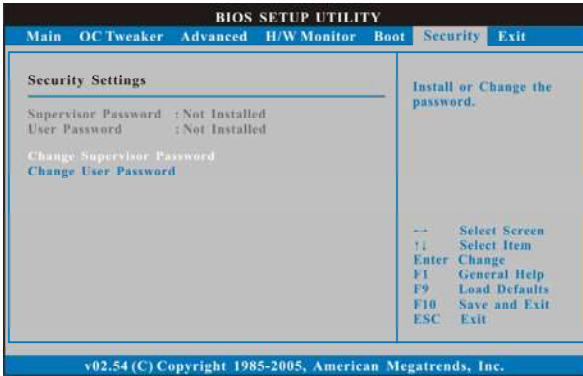 BIOS SETUP UTILITY
Main OC Tweaker Advanced H/W Monitor Boot Security Exit
Security Settings
Supervisor Password : Not Installed
User Password : Not Installed
Change Supervisor Password
Change User Password
Install or Change the
password.
←→ Select Screen
↑↓ Select Item
Enter Change
F1 General Help
F9 Load Defaults
F10 Save and Exit
ESC Exit
v02.54 (C) Copyright 1985-2005, American Megatrends, Inc.